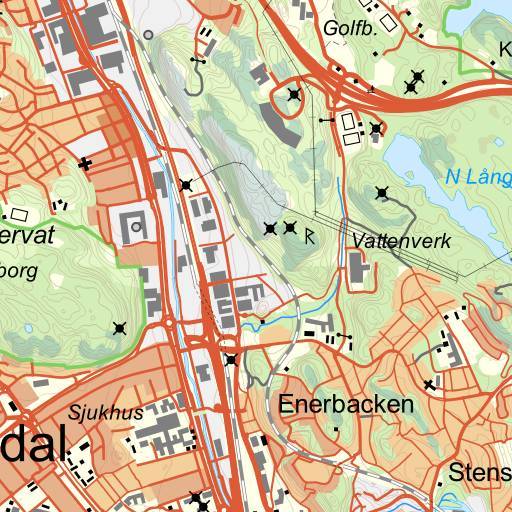 Golfb.
K
N Lång
ervat
Vattenverk
borg
Enerbacken
Sjukhus
dal
Stens